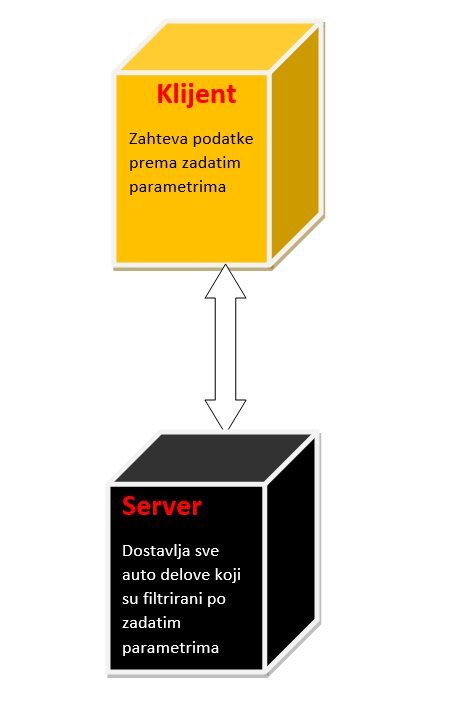 Klijent
Zahteva podatke
prema zadatim
parametrima
Server
Dostavlja sve
auto delove koji
su filtrirani po
zadatim
parametrima